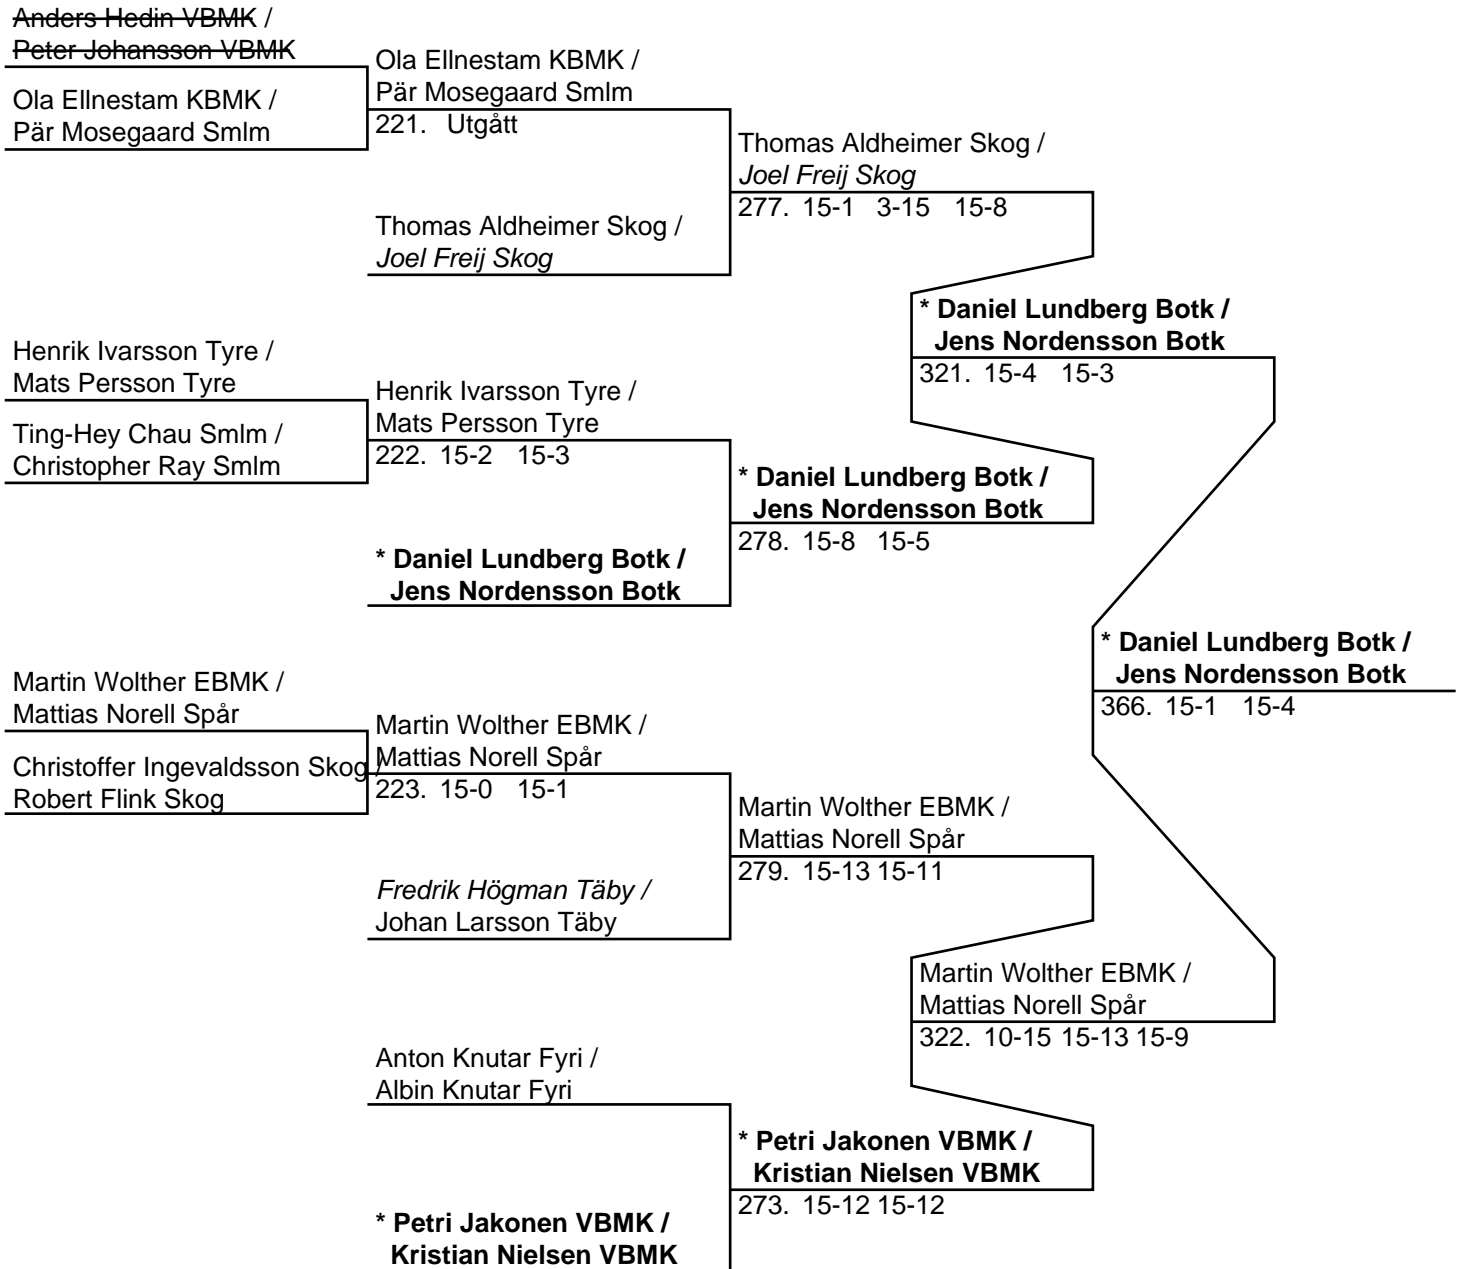 Anders Hedin VBMK /
Peter Johansson VBMK
Ola Ellnestam KBMK /
Pär Mosegaard Smlm
Ola Ellnestam KBMK /
Pär Mosegaard Smlm
221. Utgått
Thomas Aldheimer Skog /
Joel Freij Skog
277. 15-1 3-15 15-8
Thomas Aldheimer Skog /
Joel Freij Skog
* Daniel Lundberg Botk /
Jens Nordensson Botk
321. 15-4 15-3
Henrik Ivarsson Tyre /
Mats Persson Tyre
Henrik Ivarsson Tyre /
Mats Persson Tyre
222. 15-2 15-3
Ting-Hey Chau Smlm /
Christopher Ray Smlm
* Daniel Lundberg Botk /
Jens Nordensson Botk
278. 15-8 15-5
* Daniel Lundberg Botk /
Jens Nordensson Botk
* Daniel Lundberg Botk /
Jens Nordensson Botk
366. 15-1 15-4
Martin Wolther EBMK /
Mattias Norell Spår
Martin Wolther EBMK /
Mattias Norell Spår
223. 15-0 15-1
Christoffer Ingevaldsson Skog /
Robert Flink Skog
Martin Wolther EBMK /
Mattias Norell Spår
279. 15-13 15-11
Fredrik Högman Täby /
Johan Larsson Täby
Martin Wolther EBMK /
Mattias Norell Spår
322. 10-15 15-13 15-9
Anton Knutar Fyri /
Albin Knutar Fyri
* Petri Jakonen VBMK /
Kristian Nielsen VBMK
273. 15-12 15-12
* Petri Jakonen VBMK /
Kristian Nielsen VBMK